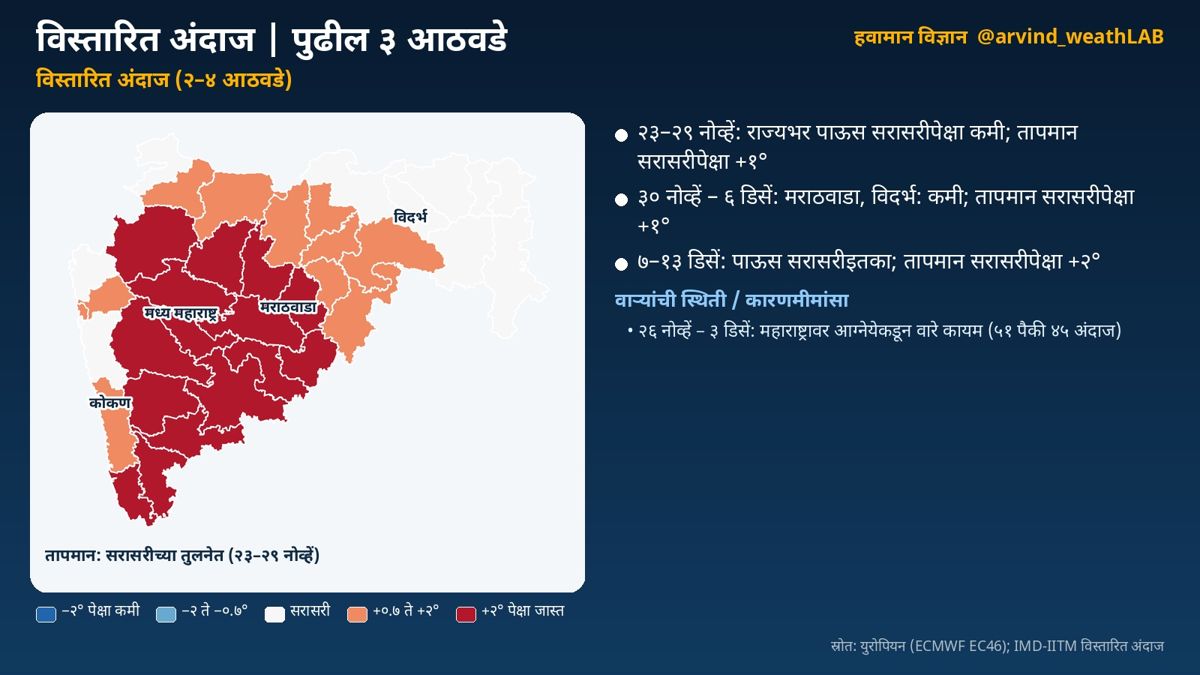 विस्तारित अंदाज | पुढील ३ आठवडे
हवामान विज्ञान @arvind_weathLAB
विस्तारित अंदाज (२–४ आठवडे)
विदर्भ
मध्य महाराष्ट्र
मराठवाडा
कोकण
तापमान: सरासरीच्या तुलनेत (२३–२९ नोव्हें)
−२° पेक्षा कमी
−२ ते −०.७°
सरासरी
+०.७ ते +२°
+२° पेक्षा जास्त
● २३–२९ नोव्हें: राज्यभर पाऊस सरासरीपेक्षा कमी; तापमान
सरासरीपेक्षा +१°
● ३० नोव्हें – ६ डिसें: मराठवाडा, विदर्भ: कमी; तापमान सरासरीपेक्षा
+१°
● ७–१३ डिसें: पाऊस सरासरीइतका; तापमान सरासरीपेक्षा +२°
वाऱ्यांची स्थिती / कारणमीमांसा
• २६ नोव्हें – ३ डिसें: महाराष्ट्रावर आग्नेयेकडून वारे कायम (५१ पैकी ४५ अंदाज)
स्रोत: युरोपियन (ECMWF EC46); IMD-IITM विस्तारित अंदाज